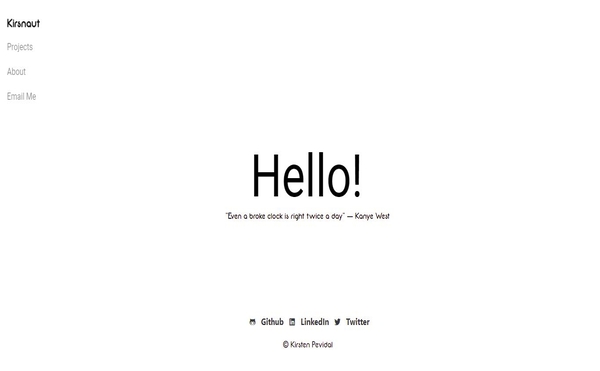 Kirsnaut
Projects
About
Email Me
Hello!
"Even a broke clock is right twice a day" — Kanye West
Github LinkedIn Twitter
© Kirsten Pevidal